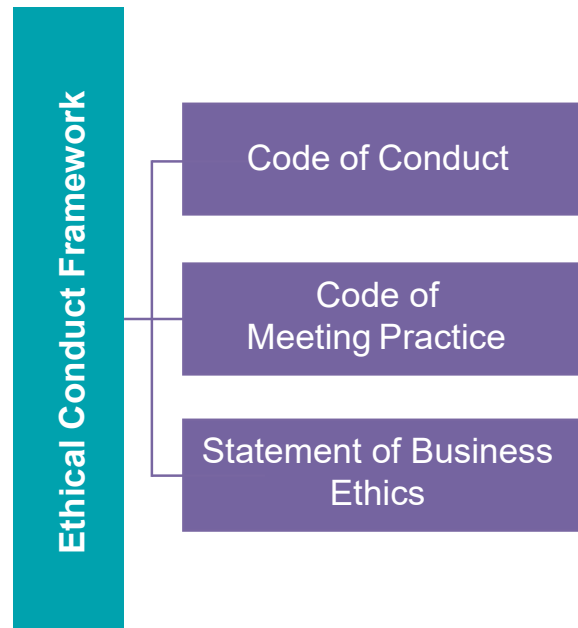 Ethical Conduct Framework
Code of Conduct
Code of
Meeting Practice
Statement of Business
Ethics